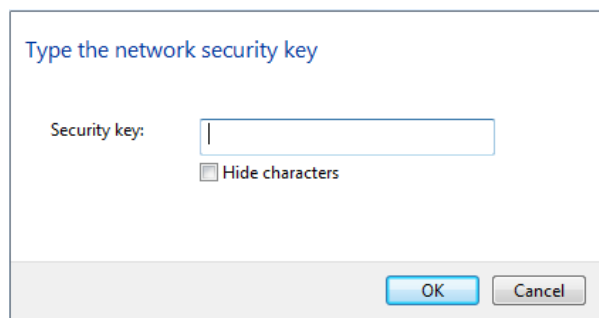 Type the network security key
Security key:
Hide characters
OK Cancel